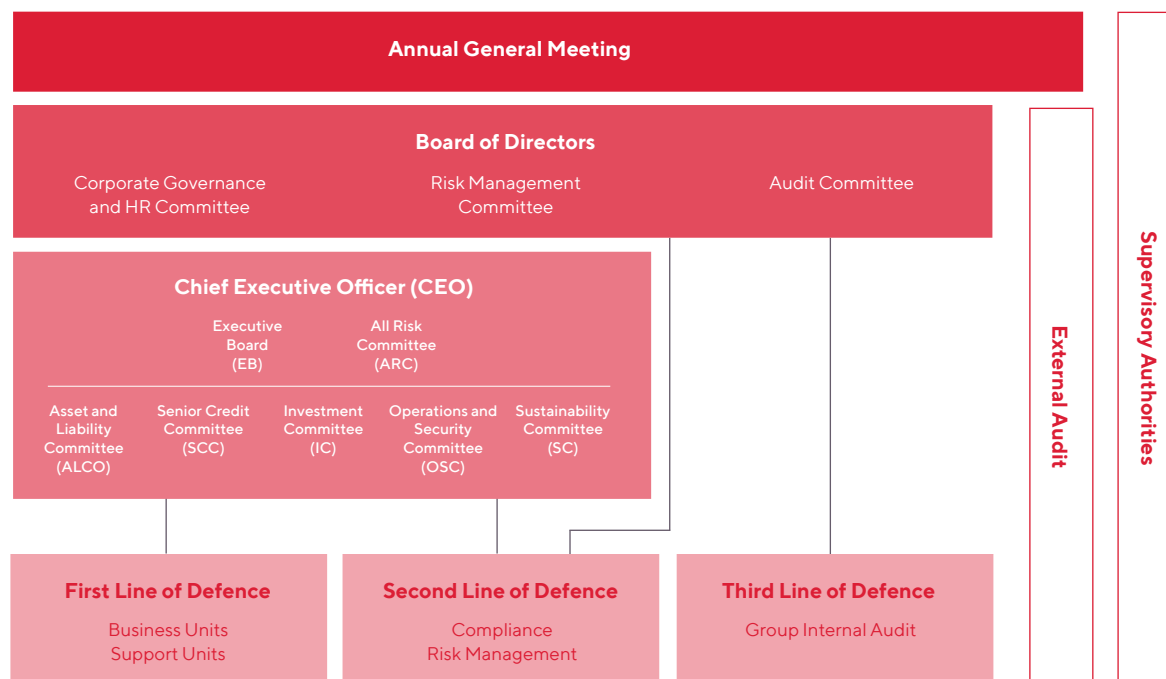 Annual General Meeting
Board of Directors
Corporate Governance
and HR Committee
Risk Management
Committee
Audit Committee
Chief Executive Officer (CEO)
Executive
Board
(EB)
All Risk
Committee
(ARC)
Asset and
Liability
Committee
(ALCO)
Senior Credit
Committee
(SCC)
Investment
Committee
(IC)
Operations and
Security
Committee
(OSC)
Sustainability
Committee
(SC)
First Line of Defence
Business Units
Support Units
Second Line of Defence
Compliance
Risk Management
Third Line of Defence
Group Internal Audit
External Audit
Supervisory Authorities